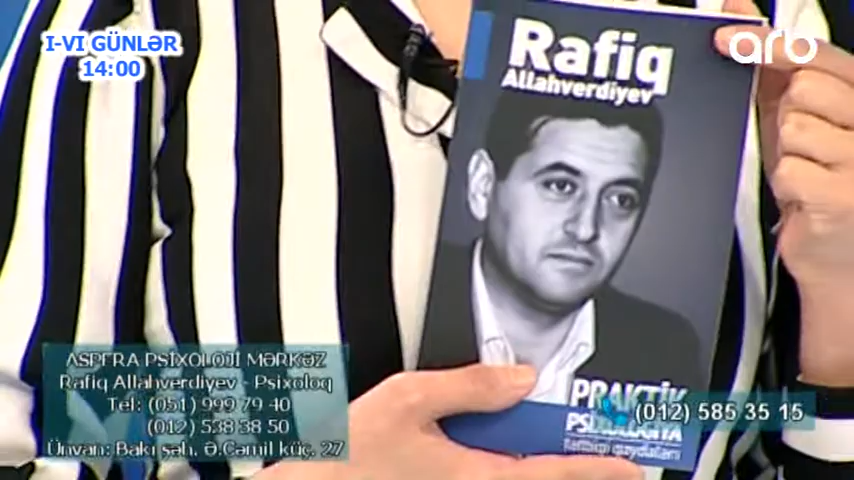 I-VI GÜNLƏR
14:00
arb
Rafiq
Allahverdiyev
PRAKTİK
PSİXOLOGİYA
tətbiqi qaydaları
(012) 585 35 15
ASPERA PSİXOLOJİ MƏRKƏZ
Rafiq Allahverdiyev - Psixoloq
Tel: (051) 999 79 40
(012) 538 38 50
Ünvan: Bakı şəh. Ə.Cəmil küç. 27